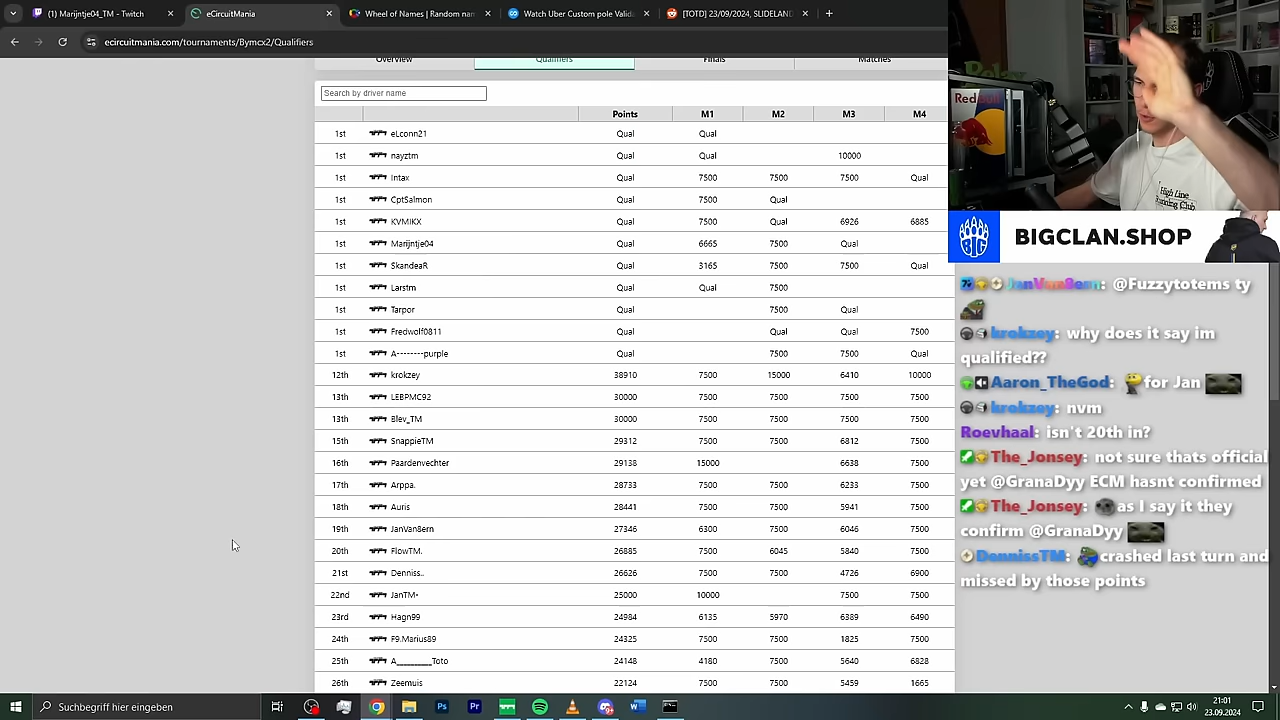 (1) Marijntje04_TM - Twitch
eCircuitMania
Wheel of Names | Random nam
Watch Uber Custom pole Valida
[TOTD] 23/09/2024, SLIDELAND
ecircuitmania.com/tournaments/Bymcx2/Qualifiers
Overview Qualifiers Finals Matches
Search by driver name
Points M1 M2 M3 M4
1st eLconn21 Qual Qual
1st nayztm Qual Qual 10000
1st Intax Qual 7500 7500 7500 Qual
1st CptSalmon Qual 7500 Qual
1st KVMIKX Qual 7500 Qual 6926 6885
1st Marijntje04 Qual 6665 7500 Qual
1st SkandeaR Qual 3165 7500 7500 Qual
1st Larstm Qual Qual 7500
1st Tarpor Qual 7500 Qual
1st Fredwolf0811 Qual Qual Qual 7500
1st A--------purple Qual 7500 7500 Qual
12th krokzey 38910 7500 15000 6410 10000
13th LEBPMC92 30000 7500 7500 7500 7500
13th Blev_TM 30000 7500 7500 7500 7500
15th SnappieTM 29312 7500 7500 6812 7500
16th Paardenvechter 29138 15000 6638 7500
17th Arppa. 28733 7500 7500 6233 7500
18th Auris 28441 7500 7500 5941 7500
19th JanVan8ern 27346 6300 7500 6046 7500
20th FlowTM. 26885 7500 6045 5840 7500
21st Denniss.. 26626 7500 7500 4726 6900
22nd JanTM• 25000 10000 7500 7500
23rd Hagn99 24984 6135 5970 6389 6490
24th F9.Marius89 24325 7500 7500 1825 7500
25th A_________Toto 24148 4180 7500 5640 6828
26th Zeemuis 22124 7500 7500 5459 1665
RedBull
High Line
Running Club
BIGCLAN.SHOP
JanVan8ern: @Fuzzytotems ty
krokzey: why does it say im
qualified??
Aaron_TheGod: for Jan
krokzey: nvm
Roevhaal: isn't 20th in?
The_Jonsey: not sure thats official
yet @GranaDyy ECM hasnt confirmed
The_Jonsey: as I say it they
confirm @GranaDyy
DennissTM: crashed last turn and
missed by those points
Suchbegriff hier eingeben
21:01
23.09.2024